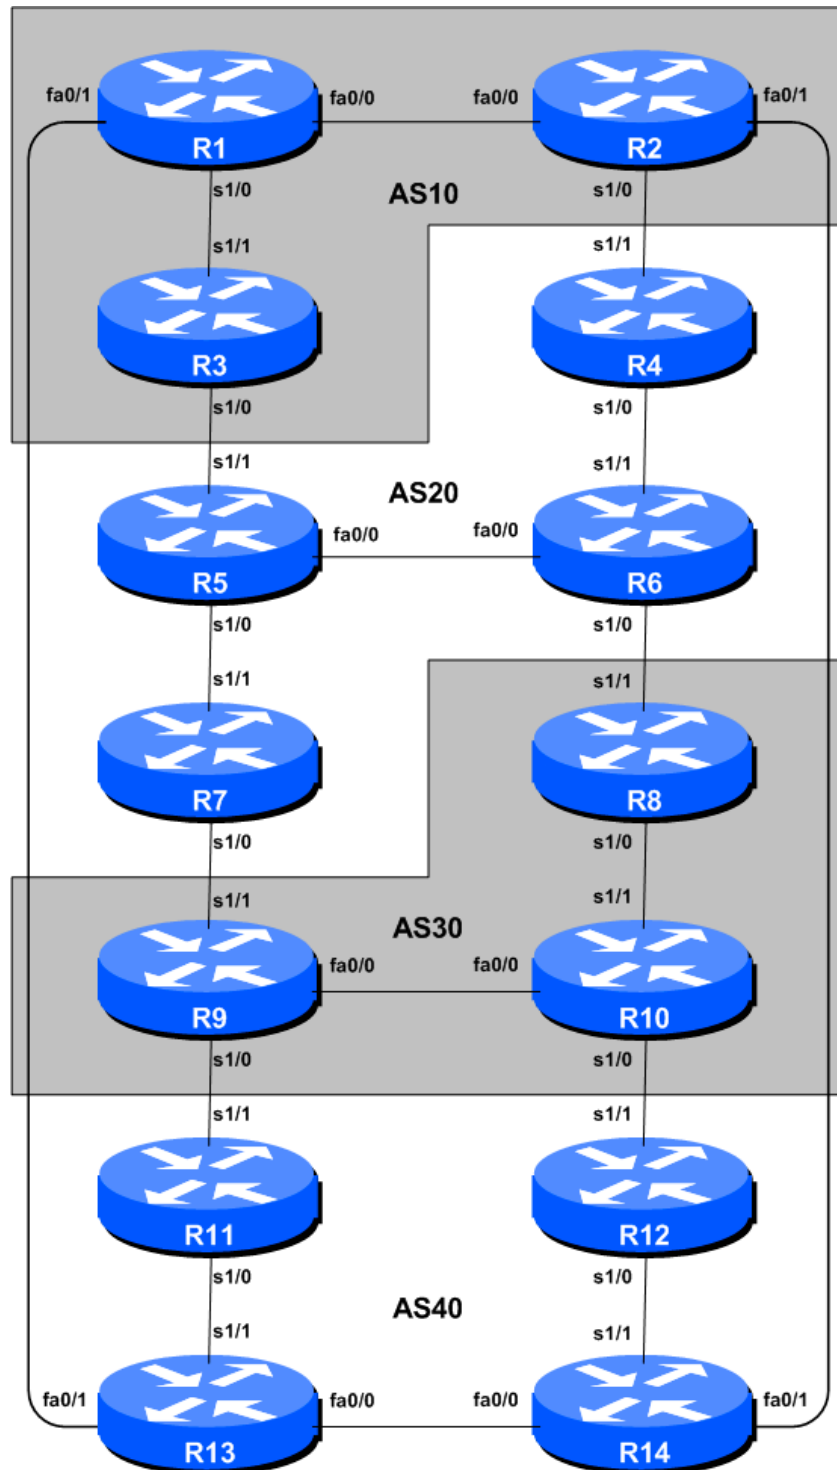 fa0/1 fa0/0 fa0/0 fa0/1
R1 R2
s1/0 AS10 s1/0
s1/1 s1/1
R3 R4
s1/0 s1/0
s1/1 AS20 s1/1
fa0/0 fa0/0
R5 R6
s1/0 s1/0
s1/1 s1/1
R7 R8
s1/0 s1/0
s1/1 AS30 s1/1
fa0/0 fa0/0
R9 R10
s1/0 s1/0
s1/1 s1/1
R11 R12
s1/0 s1/0
AS40
s1/1 s1/1
fa0/1 fa0/0 fa0/0 fa0/1
R13 R14